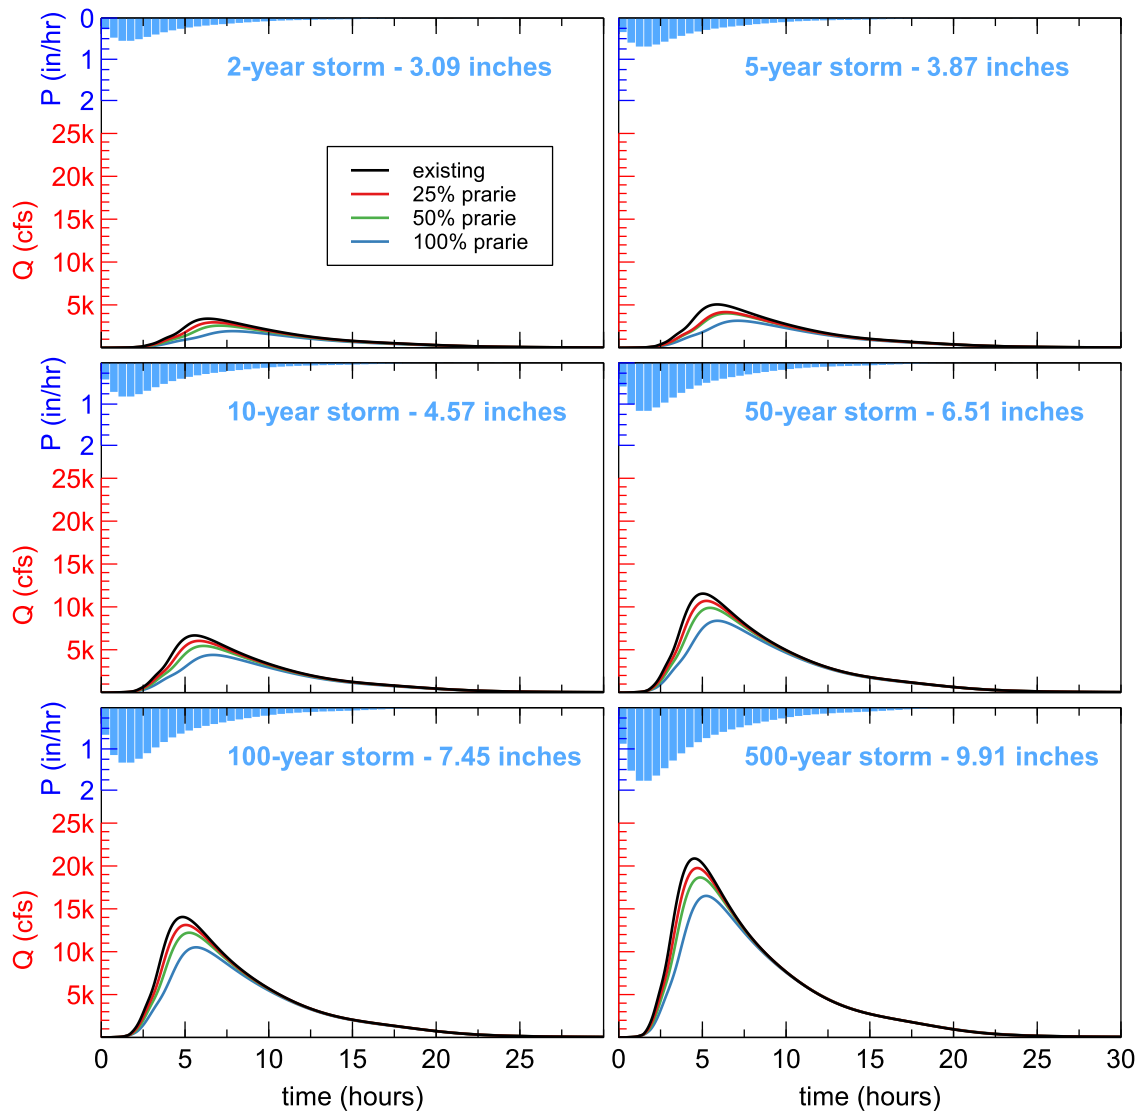 0
1
2
P (in/hr)
2-year storm - 3.09 inches
5-year storm - 3.87 inches
25k
20k
15k
10k
5k
Q (cfs)
existing
25% prarie
50% prarie
100% prarie
1
2
P (in/hr)
10-year storm - 4.57 inches
50-year storm - 6.51 inches
25k
20k
15k
10k
5k
Q (cfs)
1
2
P (in/hr)
100-year storm - 7.45 inches
500-year storm - 9.91 inches
25k
20k
15k
10k
5k
Q (cfs)
0 5 10 15 20 25
0 5 10 15 20 25 30
time (hours)
time (hours)